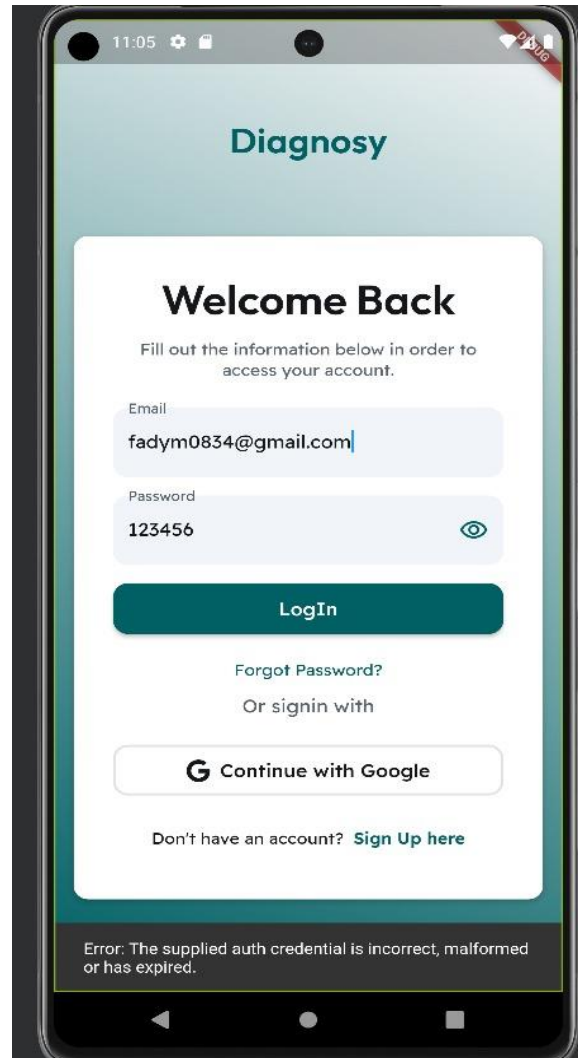 11:05
DEBUG
Diagnosy
Welcome Back
Fill out the information below in order to
access your account.
Email
fadym0834@gmail.com
Password
123456
LogIn
Forgot Password?
Or signin with
G Continue with Google
Don't have an account? Sign Up here
Error: The supplied auth credential is incorrect, malformed
or has expired.